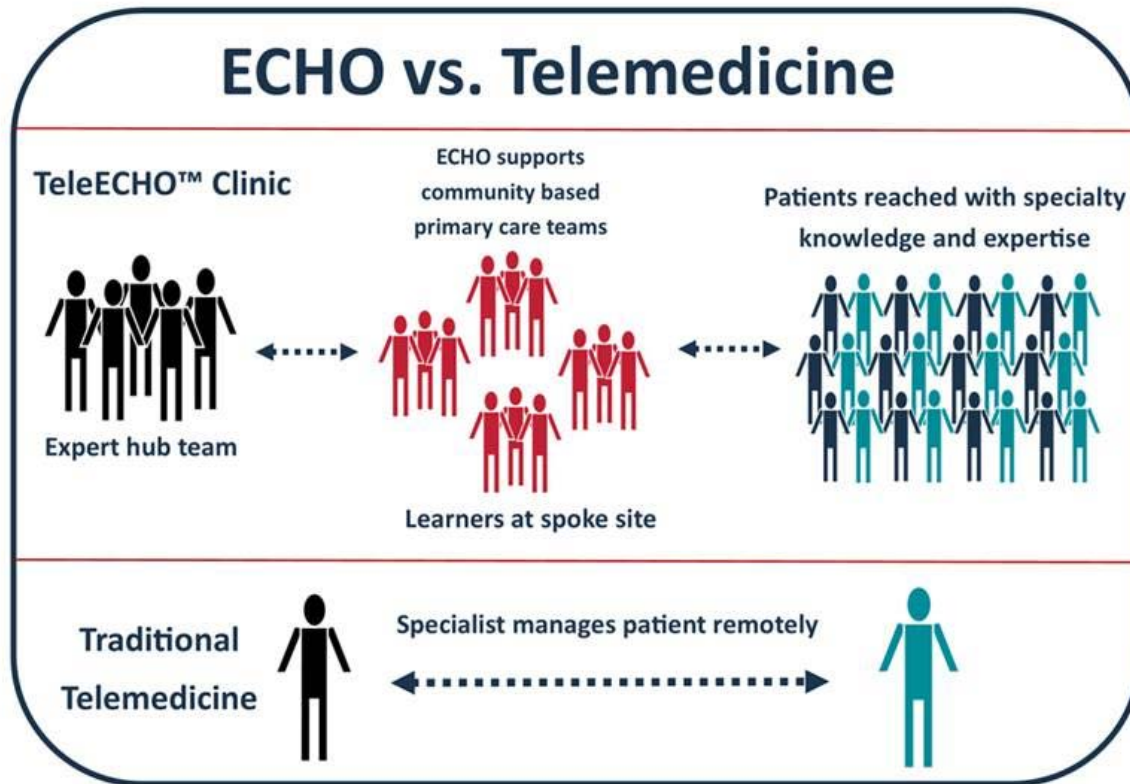 ECHO vs. Telemedicine
TeleECHO™ Clinic
ECHO supports
community based
primary care teams
Patients reached with specialty
knowledge and expertise
Expert hub team
Learners at spoke site
Traditional
Telemedicine
Specialist manages patient remotely